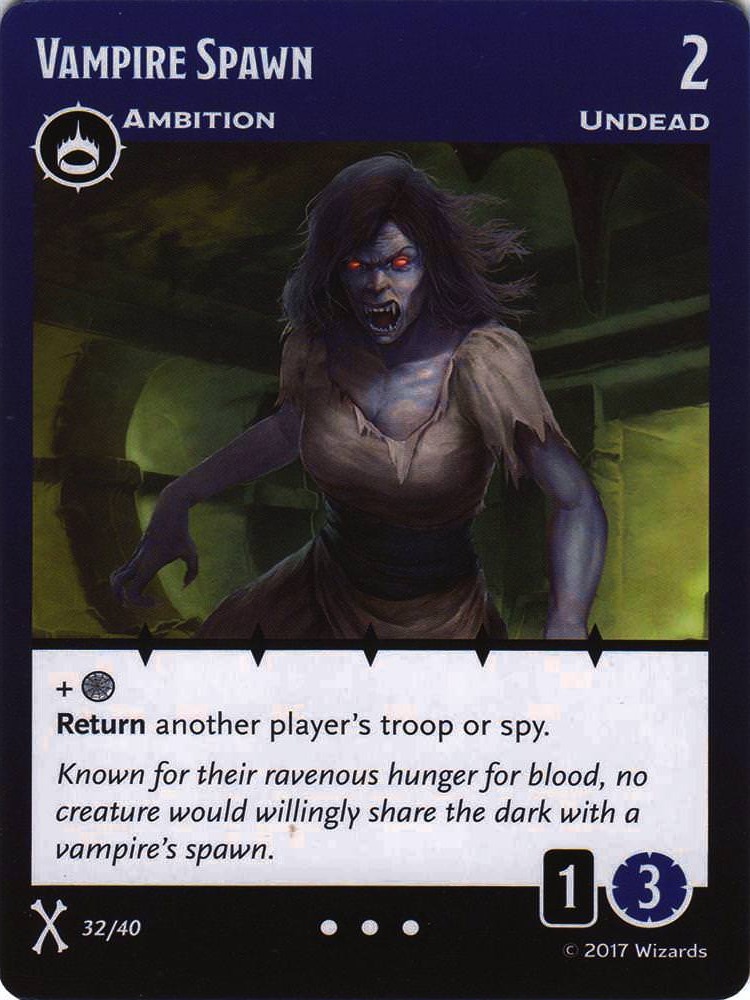 Vampire Spawn
2
Ambition
Undead
+
Return another player's troop or spy.
Known for their ravenous hunger for blood, no
creature would willingly share the dark with a
vampire's spawn.
1
3
32/40
© 2017 Wizards